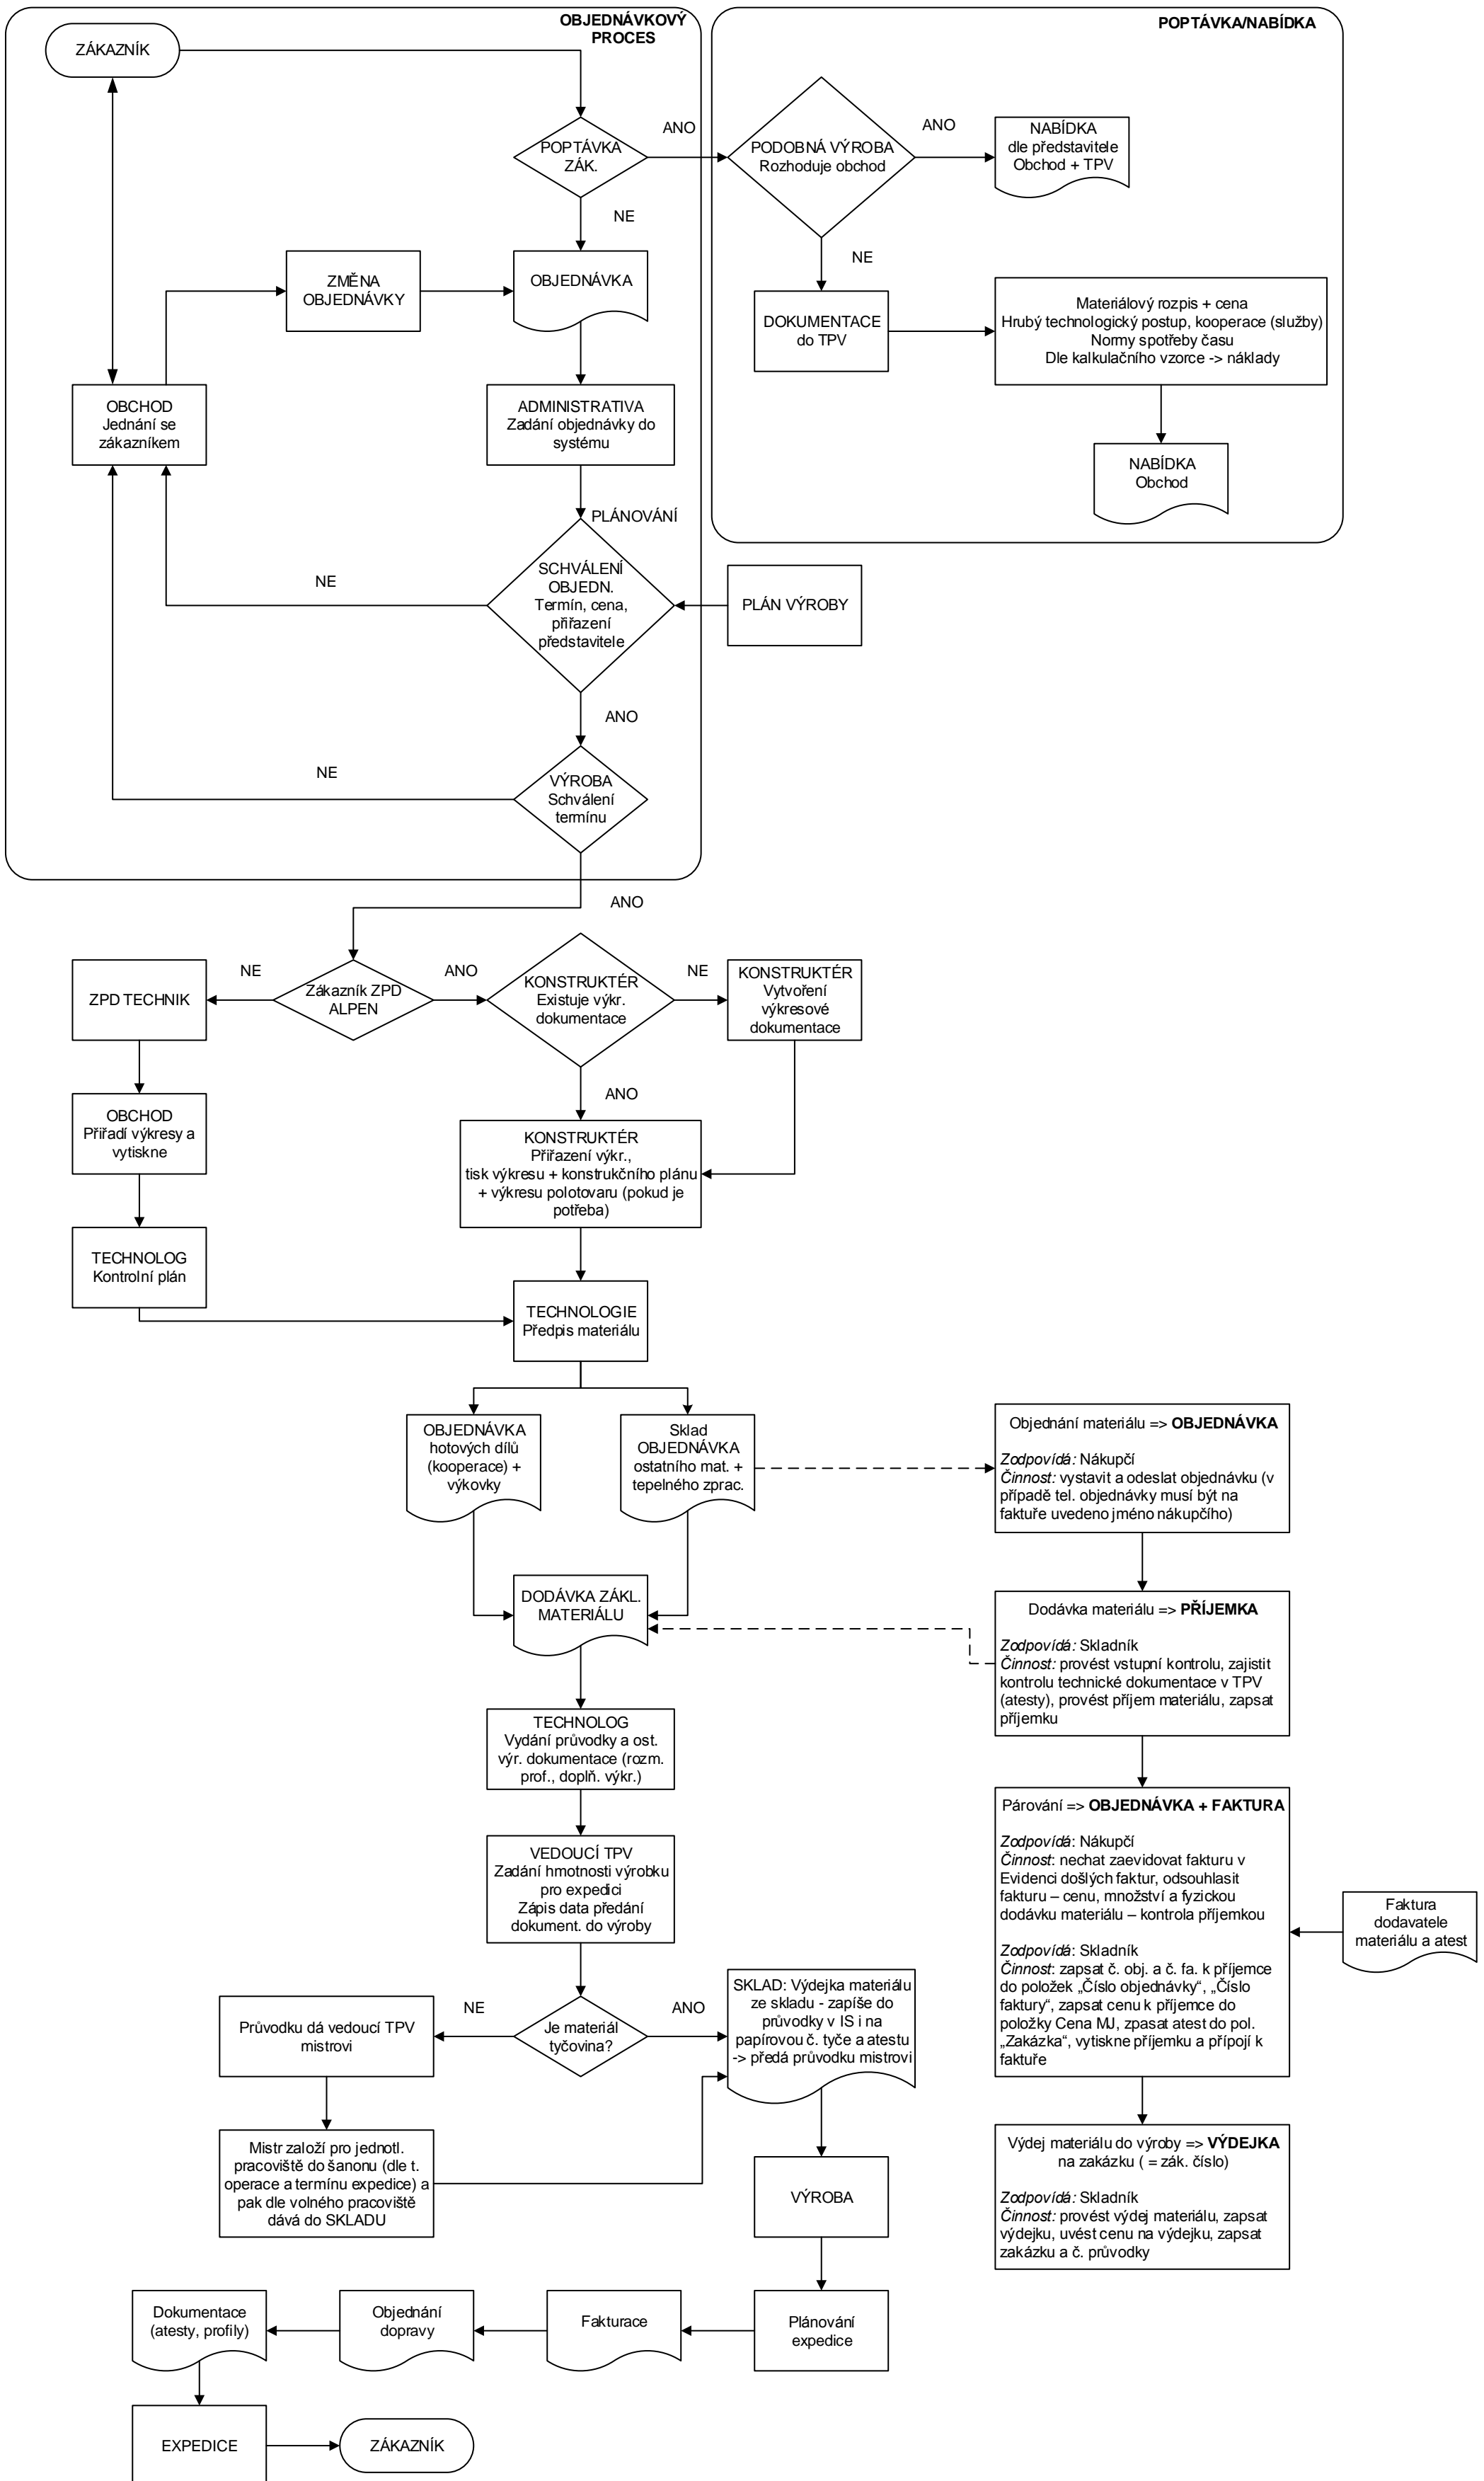 OBJEDNÁVKOVÝ
PROCES
ZÁKAZNÍK
POPTÁVKA
ZÁK.
ANO
NE
ZMĚNA
OBJEDNÁVKY
OBJEDNÁVKA
OBCHOD
Jednání se
zákazníkem
ADMINISTRATIVA
Zadání objednávky do
systému
PLÁNOVÁNÍ
SCHVÁLENÍ
OBJEDN.
Termín, cena,
přiřazení
představitele
NE
ANO
VÝROBA
Schválení
termínu
NE
ANO
POPTÁVKA/NABÍDKA
PODOBNÁ VÝROBA
Rozhoduje obchod
ANO
NABÍDKA
dle představitele
Obchod + TPV
NE
DOKUMENTACE
do TPV
Materiálový rozpis + cena
Hrubý technologický postup, kooperace (služby)
Normy spotřeby času
Dle kalkulačního vzorce -> náklady
NABÍDKA
Obchod
PLÁN VÝROBY
ZPD TECHNIK
NE
Zákazník ZPD
ALPEN
ANO
KONSTRUKTÉR
Existuje výkr.
dokumentace
NE
KONSTRUKTÉR
Vytvoření
výkresové
dokumentace
ANO
OBCHOD
Přiřadí výkresy a
vytiskne
KONSTRUKTÉR
Přiřazení výkr.,
tisk výkresu + konstrukčního plánu
+ výkresu polotovaru (pokud je
potřeba)
TECHNOLOG
Kontrolní plán
TECHNOLOGIE
Předpis materiálu
OBJEDNÁVKA
hotových dílů
(kooperace) +
výkovky
Sklad
OBJEDNÁVKA
ostatního mat. +
tepelného zprac.
DODÁVKA ZÁKL.
MATERIÁLU
TECHNOLOG
Vydání průvodky a ost.
výr. dokumentace (rozm.
prof., doplň. výkr.)
VEDOUCÍ TPV
Zadání hmotnosti výrobku
pro expedici
Zápis data předání
dokument. do výroby
NE
Je materiál
tyčovina?
ANO
Průvodku dá vedoucí TPV
mistrovi
SKLAD: Výdejka materiálu
ze skladu - zapíše do
průvodky v IS i na
papírovou č. tyče a atestu
-> předá průvodku mistrovi
Mistr založí pro jednotl.
pracoviště do šanonu (dle t.
operace a termínu expedice) a
pak dle volného pracoviště
dává do SKLADU
VÝROBA
Plánování
expedice
Fakturace
Objednání
dopravy
Dokumentace
(atesty, profily)
EXPEDICE
ZÁKAZNÍK
Objednání materiálu => OBJEDNÁVKA
Zodpovídá: Nákupčí
Činnost: vystavit a odeslat objednávku (v
případě tel. objednávky musí být na
faktuře uvedeno jméno nákupčího)
Dodávka materiálu => PŘÍJEMKA
Zodpovídá: Skladník
Činnost: provést vstupní kontrolu, zajistit
kontrolu technické dokumentace v TPV
(atesty), provést příjem materiálu, zapsat
příjemku
Párování => OBJEDNÁVKA + FAKTURA
Zodpovídá: Nákupčí
Činnost: nechat zaevidovat fakturu v
Evidenci došlých faktur, odsouhlasit
fakturu – cenu, množství a fyzickou
dodávku materiálu – kontrola příjemkou
Zodpovídá: Skladník
Činnost: zapsat č. obj. a č. fa. k příjemce
do položek „Číslo objednávky“, „Číslo
faktury“, zapsat cenu k příjemce do
položky Cena MJ, zpasat atest do pol.
„Zakázka“, vytiskne příjemku a přípojí k
faktuře
Faktura
dodavatele
materiálu a atest
Výdej materiálu do výroby => VÝDEJKA
na zakázku ( = zák. číslo)
Zodpovídá: Skladník
Činnost: provést výdej materiálu, zapsat
výdejku, uvést cenu na výdejku, zapsat
zakázku a č. průvodky